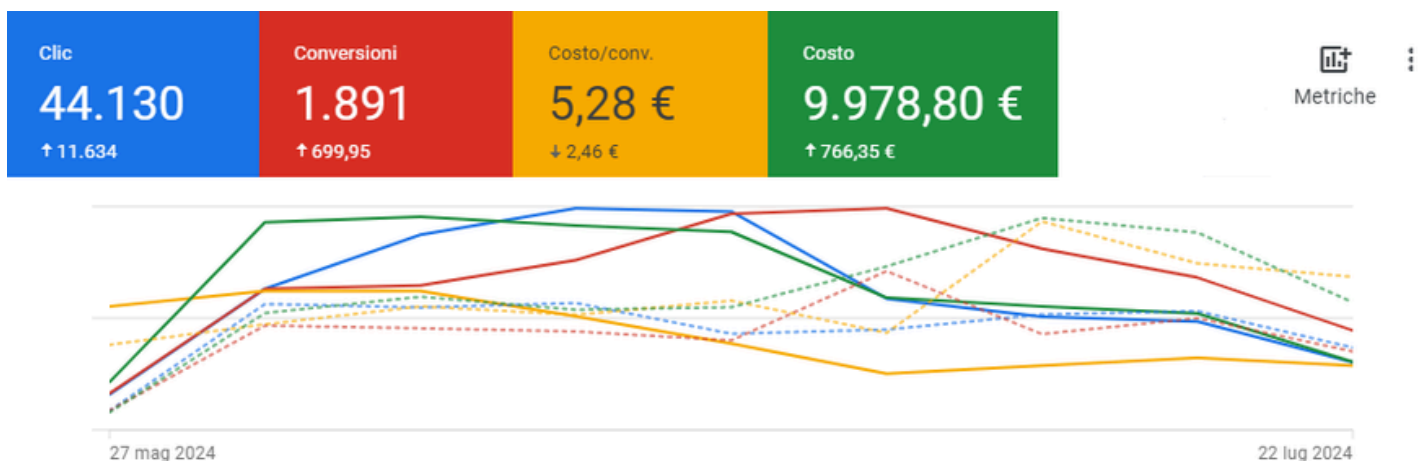 Clic
44.130
↑ 11.634
Conversioni
1.891
↑ 699,95
Costo/conv.
5,28 €
↓ 2,46 €
Costo
9.978,80 €
↑ 766,35 €
Metriche
27 mag 2024
22 lug 2024